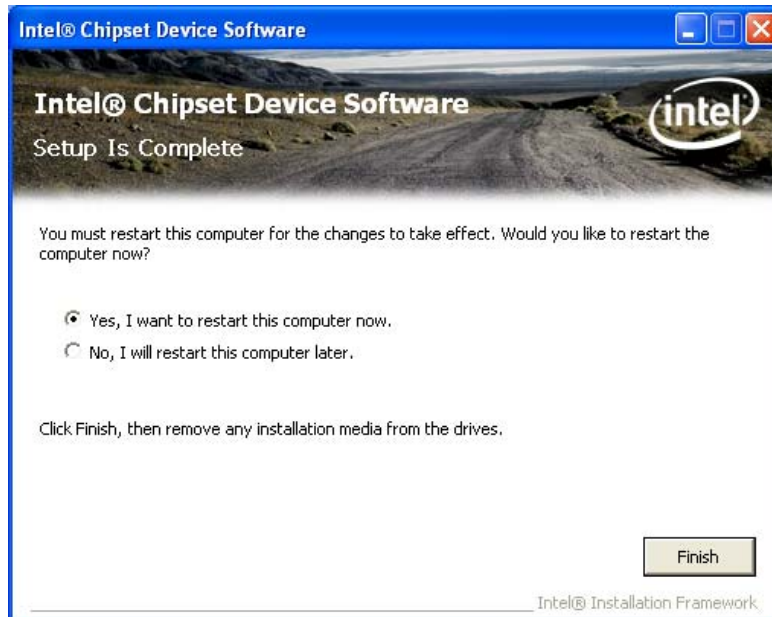 Intel® Chipset Device Software
Intel® Chipset Device Software
intel
Setup Is Complete
You must restart this computer for the changes to take effect. Would you like to restart the
computer now?
Yes, I want to restart this computer now.
No, I will restart this computer later.
Click Finish, then remove any installation media from the drives.
Finish
Intel® Installation Framework